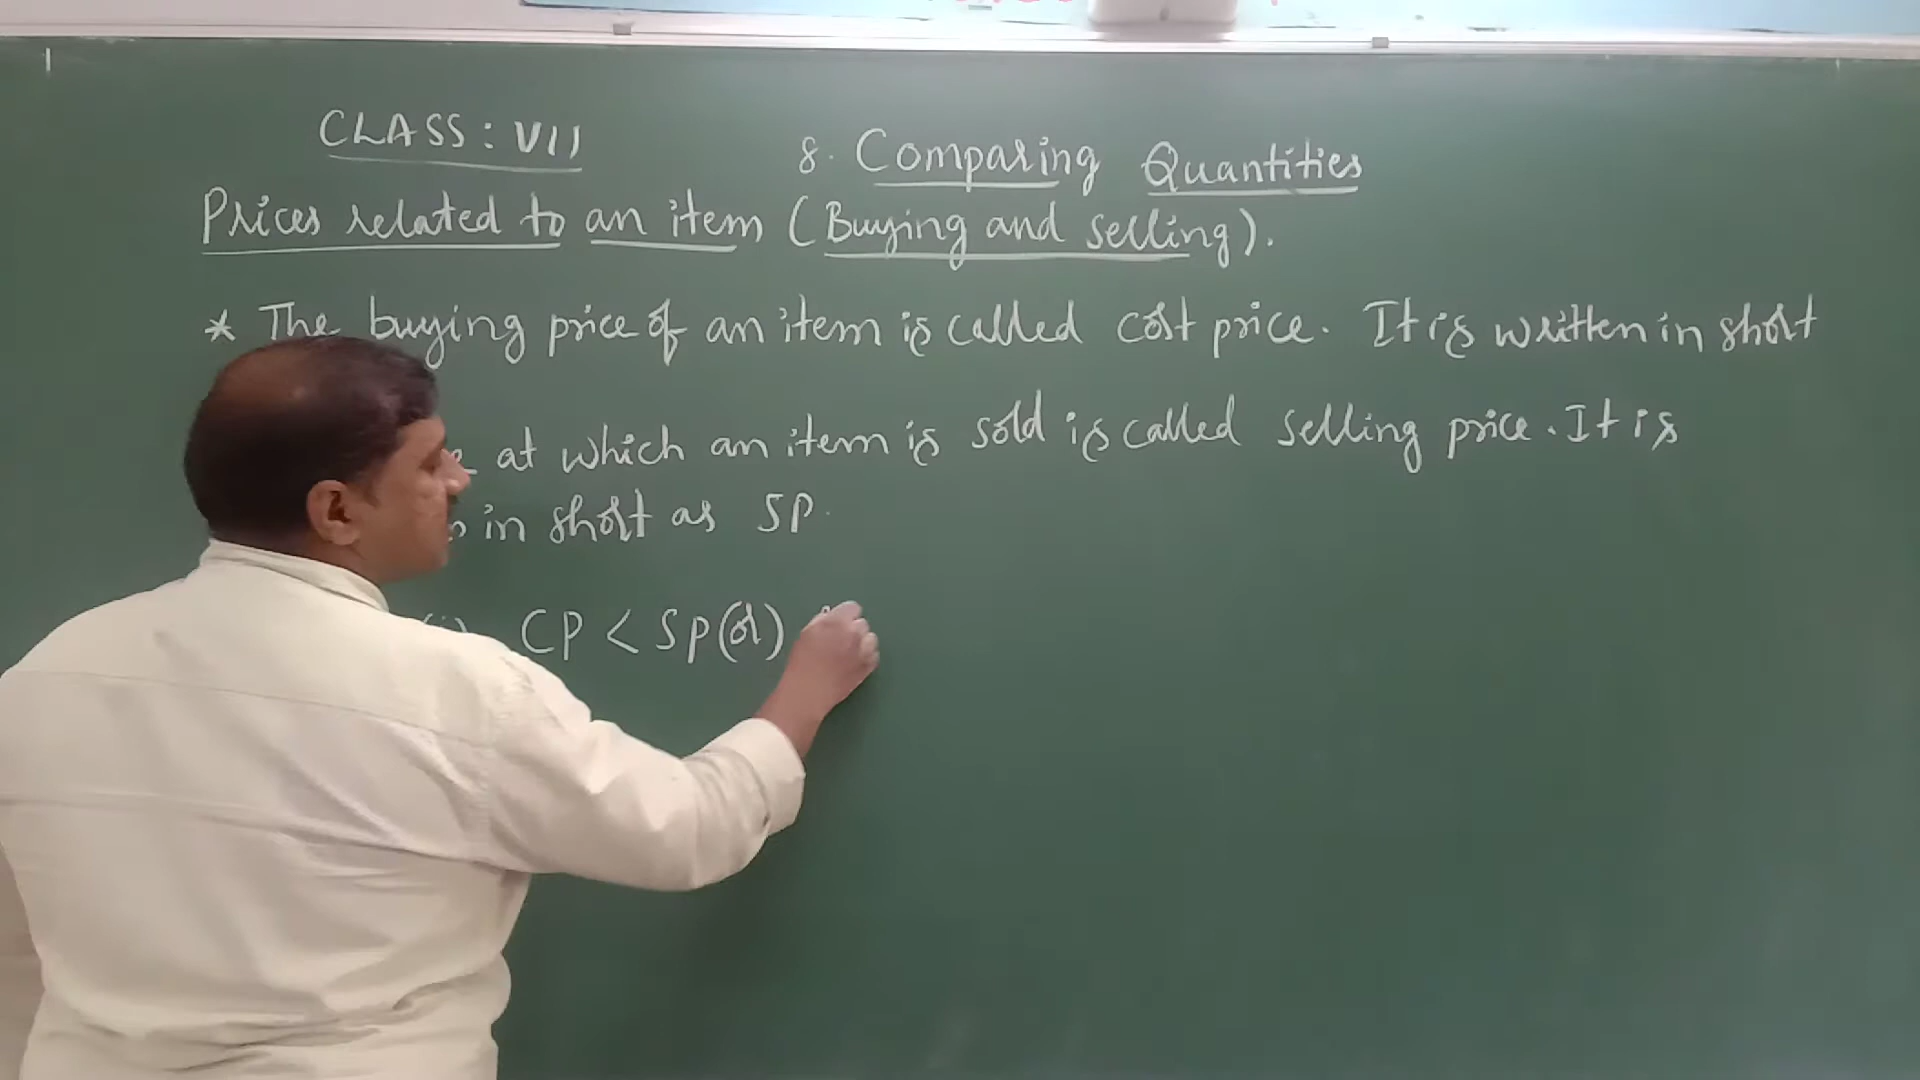 CLASS: VII
8. Comparing Quantities
Prices related to an item (Buying and selling).
* The buying price of an item is called cost price. It is written in short
at which an item is sold is called selling price. It is
in short as SP.
(i) CP < SP (or)